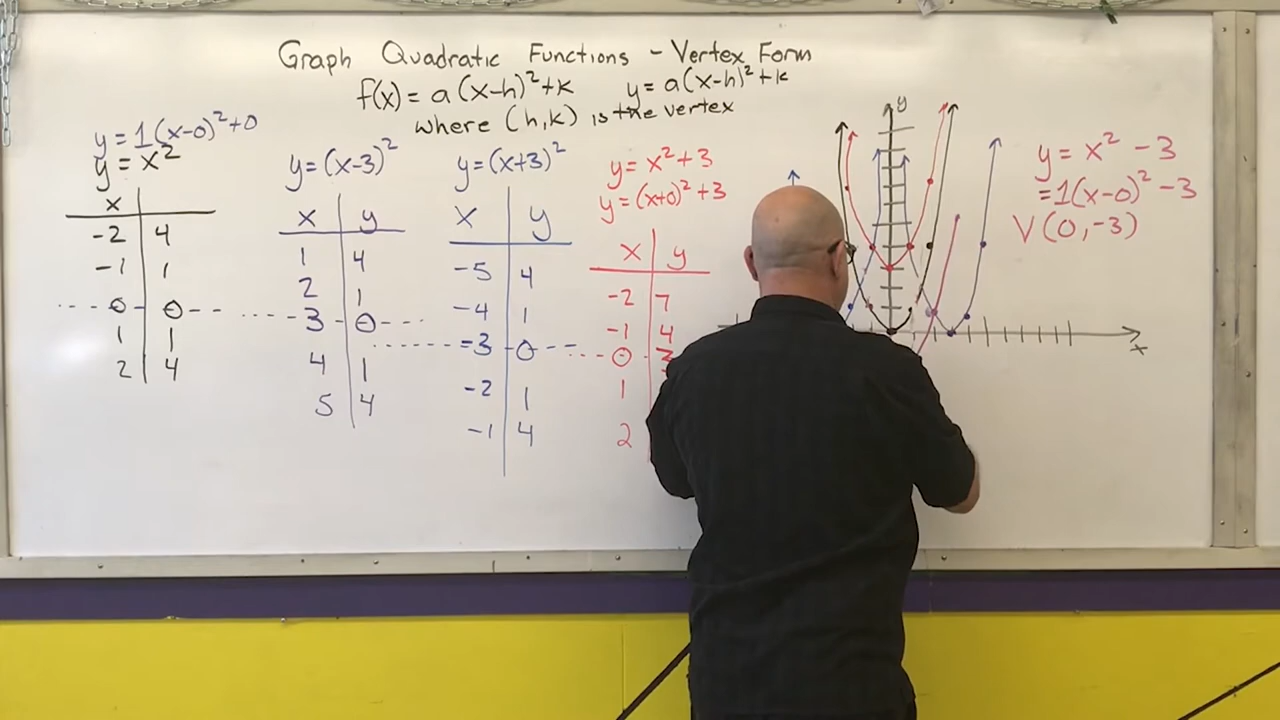 Graph Quadratic Functions - Vertex Form
f(x) = a(x-h)²+k y = a(x-h)²+k
where (h,k) is the vertex
y = 1(x-0)²+0
y = x²
x
-2 4
-1 1
0 0
1 1
2 4
y = (x-3)²
x y
1 4
2 1
3 0
4 1
5 4
y = (x+3)²
x y
-5 4
-4 1
-3 0
-2 1
-1 4
y = x² + 3
y = (x+0)² + 3
x y
-2 7
-1 4
0 3
1
2
y
x
y = x² - 3
= 1(x-0)² - 3
V (0, -3)